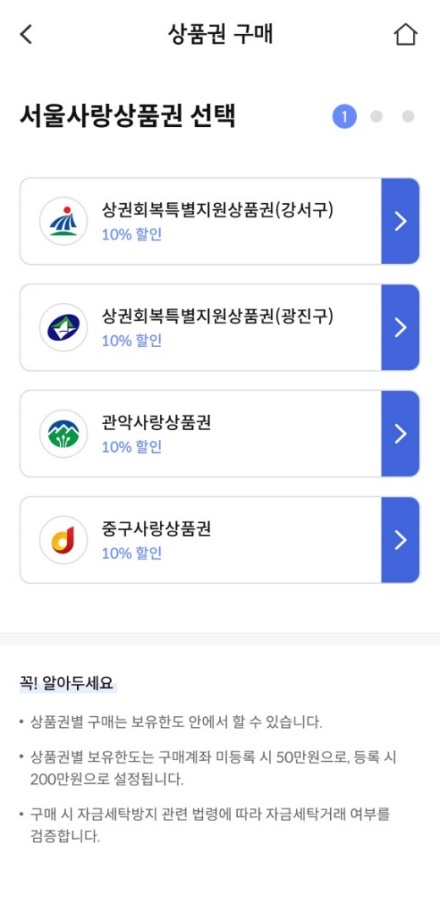 상품권 구매
서울사랑상품권 선택
1
상권회복특별지원상품권(강서구)
10% 할인
상권회복특별지원상품권(광진구)
10% 할인
관악사랑상품권
10% 할인
중구사랑상품권
10% 할인
꼭! 알아두세요
• 상품권별 구매는 보유한도 안에서 할 수 있습니다.
• 상품권별 보유한도는 구매계좌 미등록 시 50만원으로, 등록 시
200만원으로 설정됩니다.
• 구매 시 자금세탁방지 관련 법령에 따라 자금세탁거래 여부를
검증합니다.